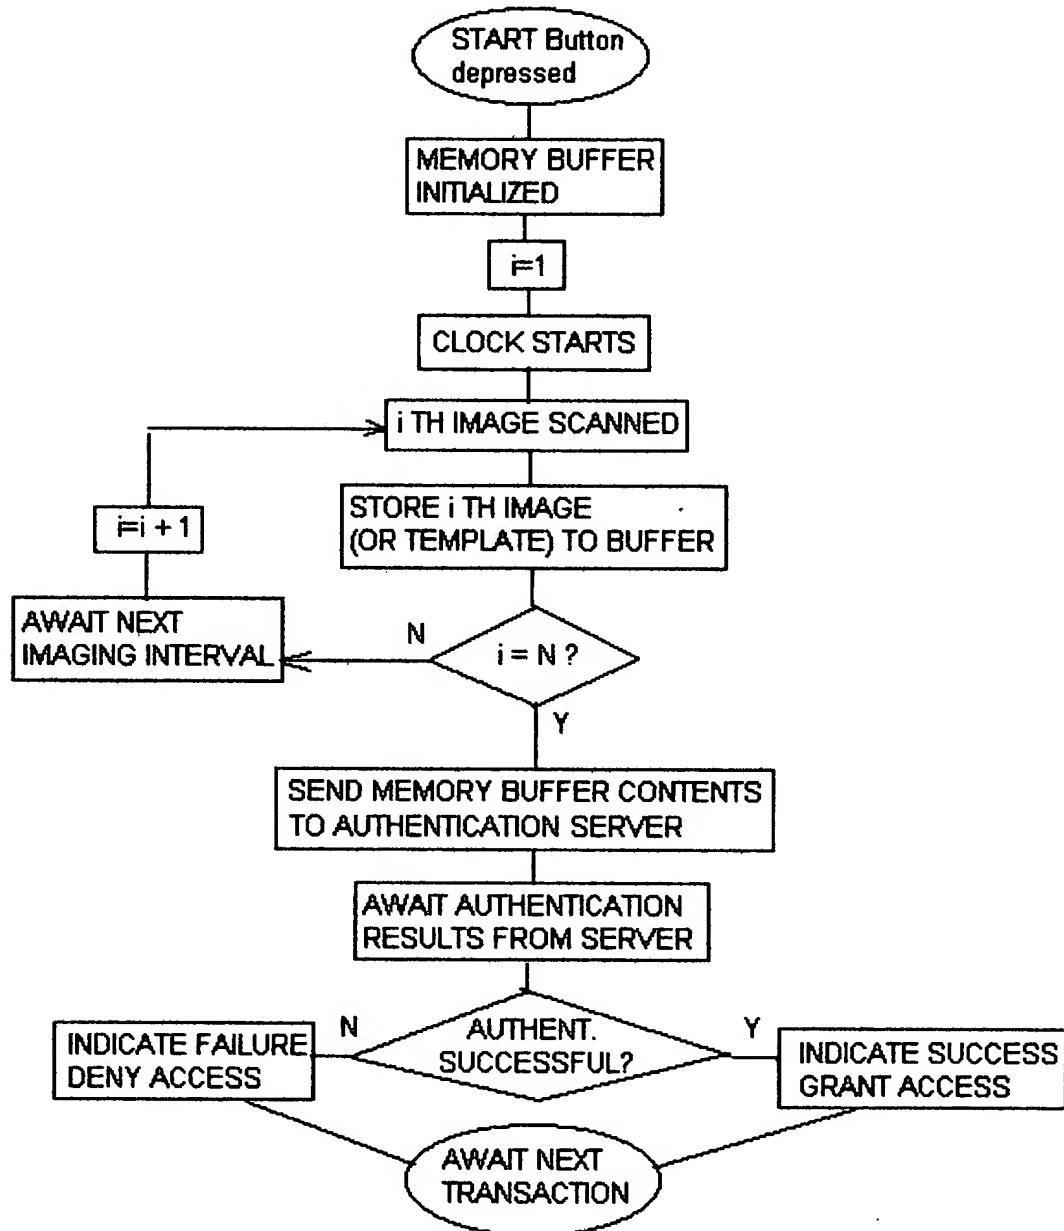 START Button
depressed
MEMORY BUFFER
INITIALIZED
i=1
CLOCK STARTS
i TH IMAGE SCANNED
STORE i TH IMAGE
(OR TEMPLATE) TO BUFFER
i=i + 1
AWAIT NEXT
IMAGING INTERVAL
N
i = N ?
Y
SEND MEMORY BUFFER CONTENTS
TO AUTHENTICATION SERVER
AWAIT AUTHENTICATION
RESULTS FROM SERVER
N
AUTHENT.
SUCCESSFUL?
Y
INDICATE FAILURE
DENY ACCESS
INDICATE SUCCESS
GRANT ACCESS
AWAIT NEXT
TRANSACTION